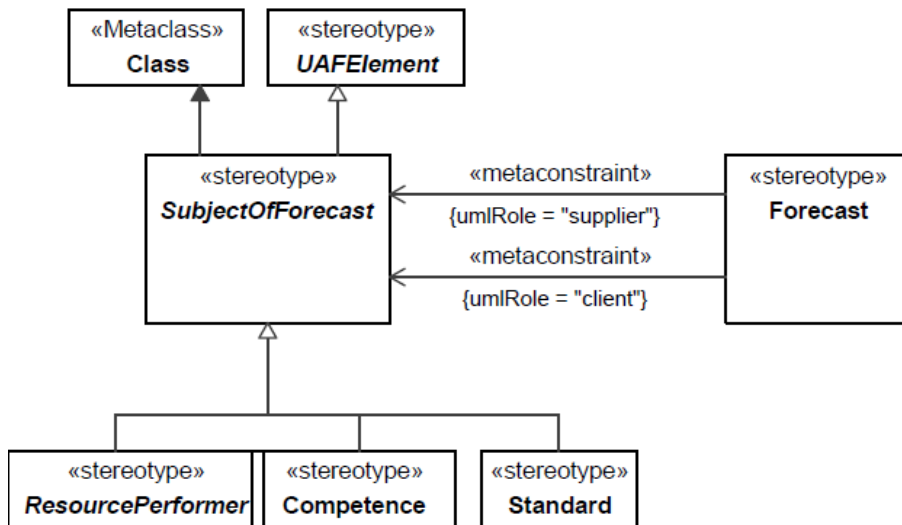 «Metaclass»
Class
«stereotype»
UAFElement
«stereotype»
SubjectOfForecast
«metaconstraint»
{umlRole = "supplier"}
«metaconstraint»
{umlRole = "client"}
«stereotype»
Forecast
«stereotype»
ResourcePerformer
«stereotype»
Competence
«stereotype»
Standard